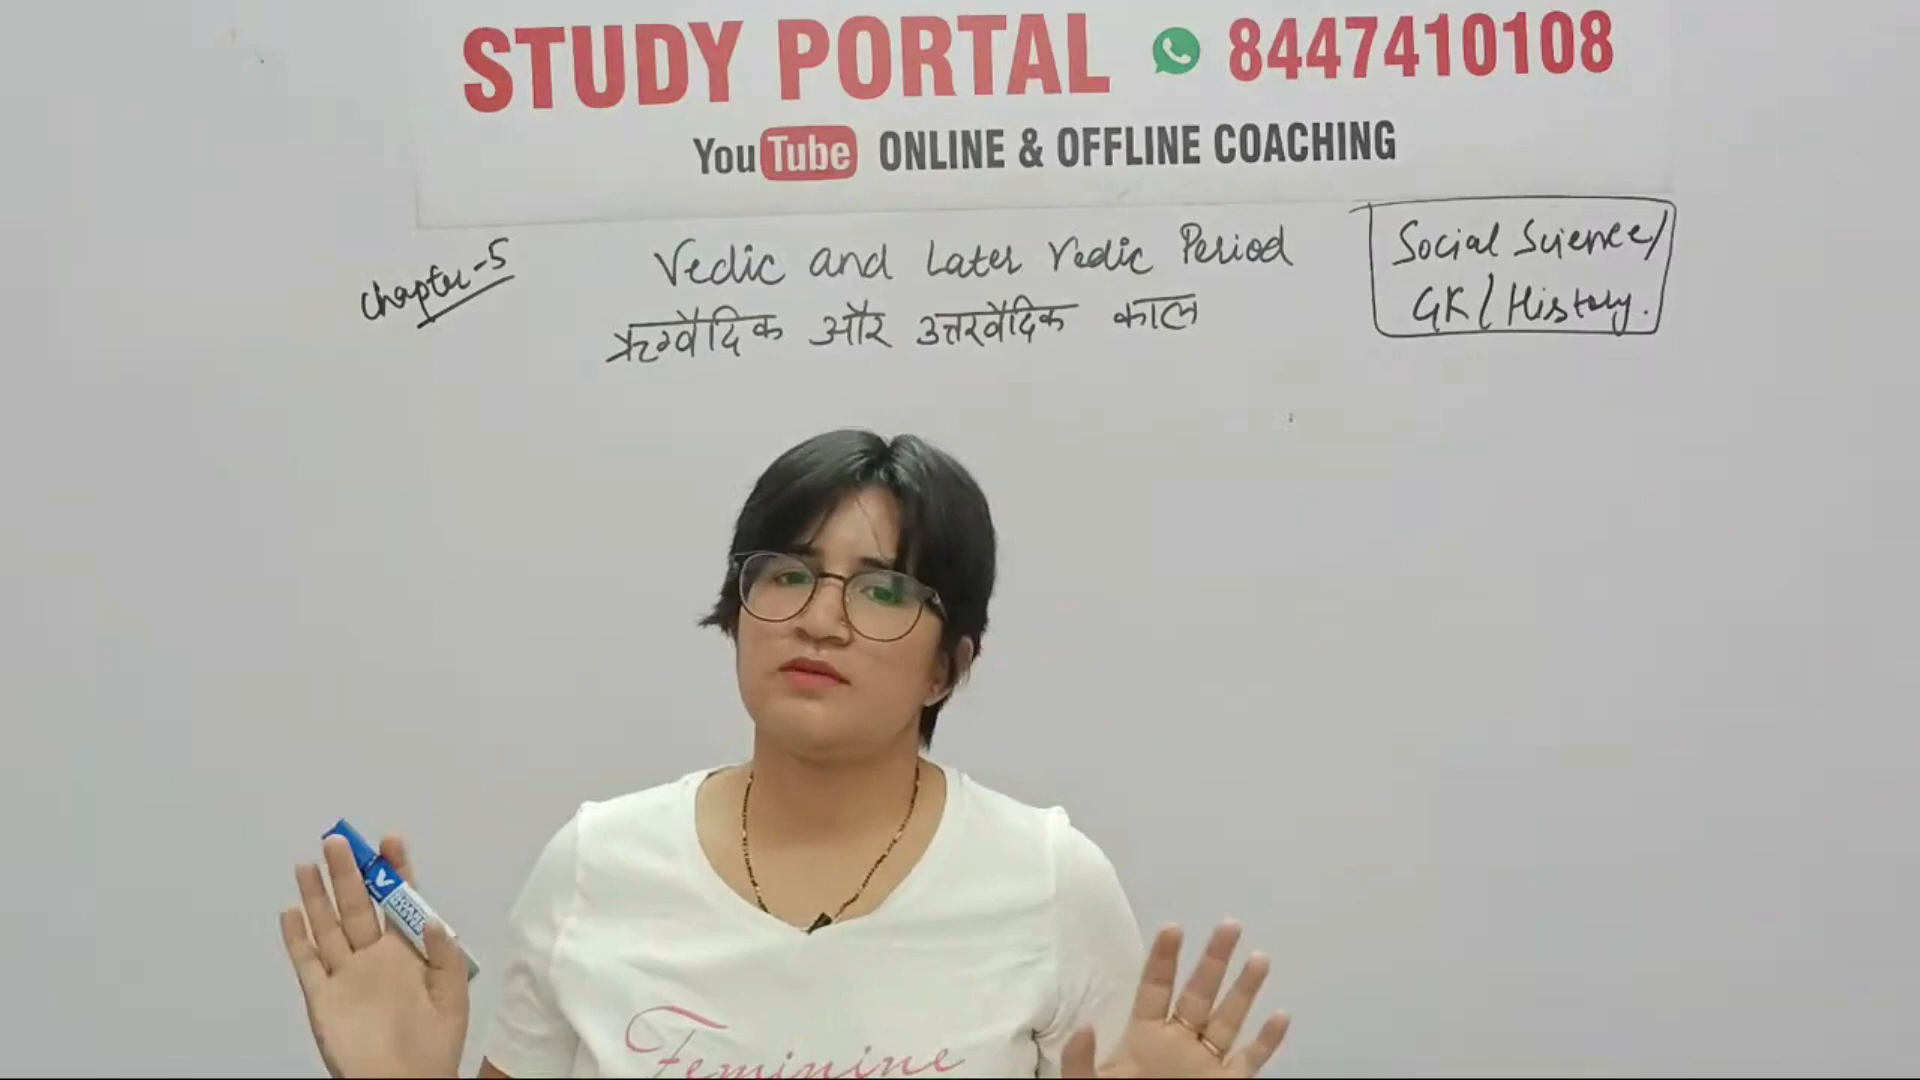 STUDY PORTAL 8447410108
YouTube ONLINE & OFFLINE COACHING
Chapter-5
Vedic and Later Vedic Period
ऋग्वैदिक और उत्तरवैदिक काल
Social Science/
GK/History.
Feminine